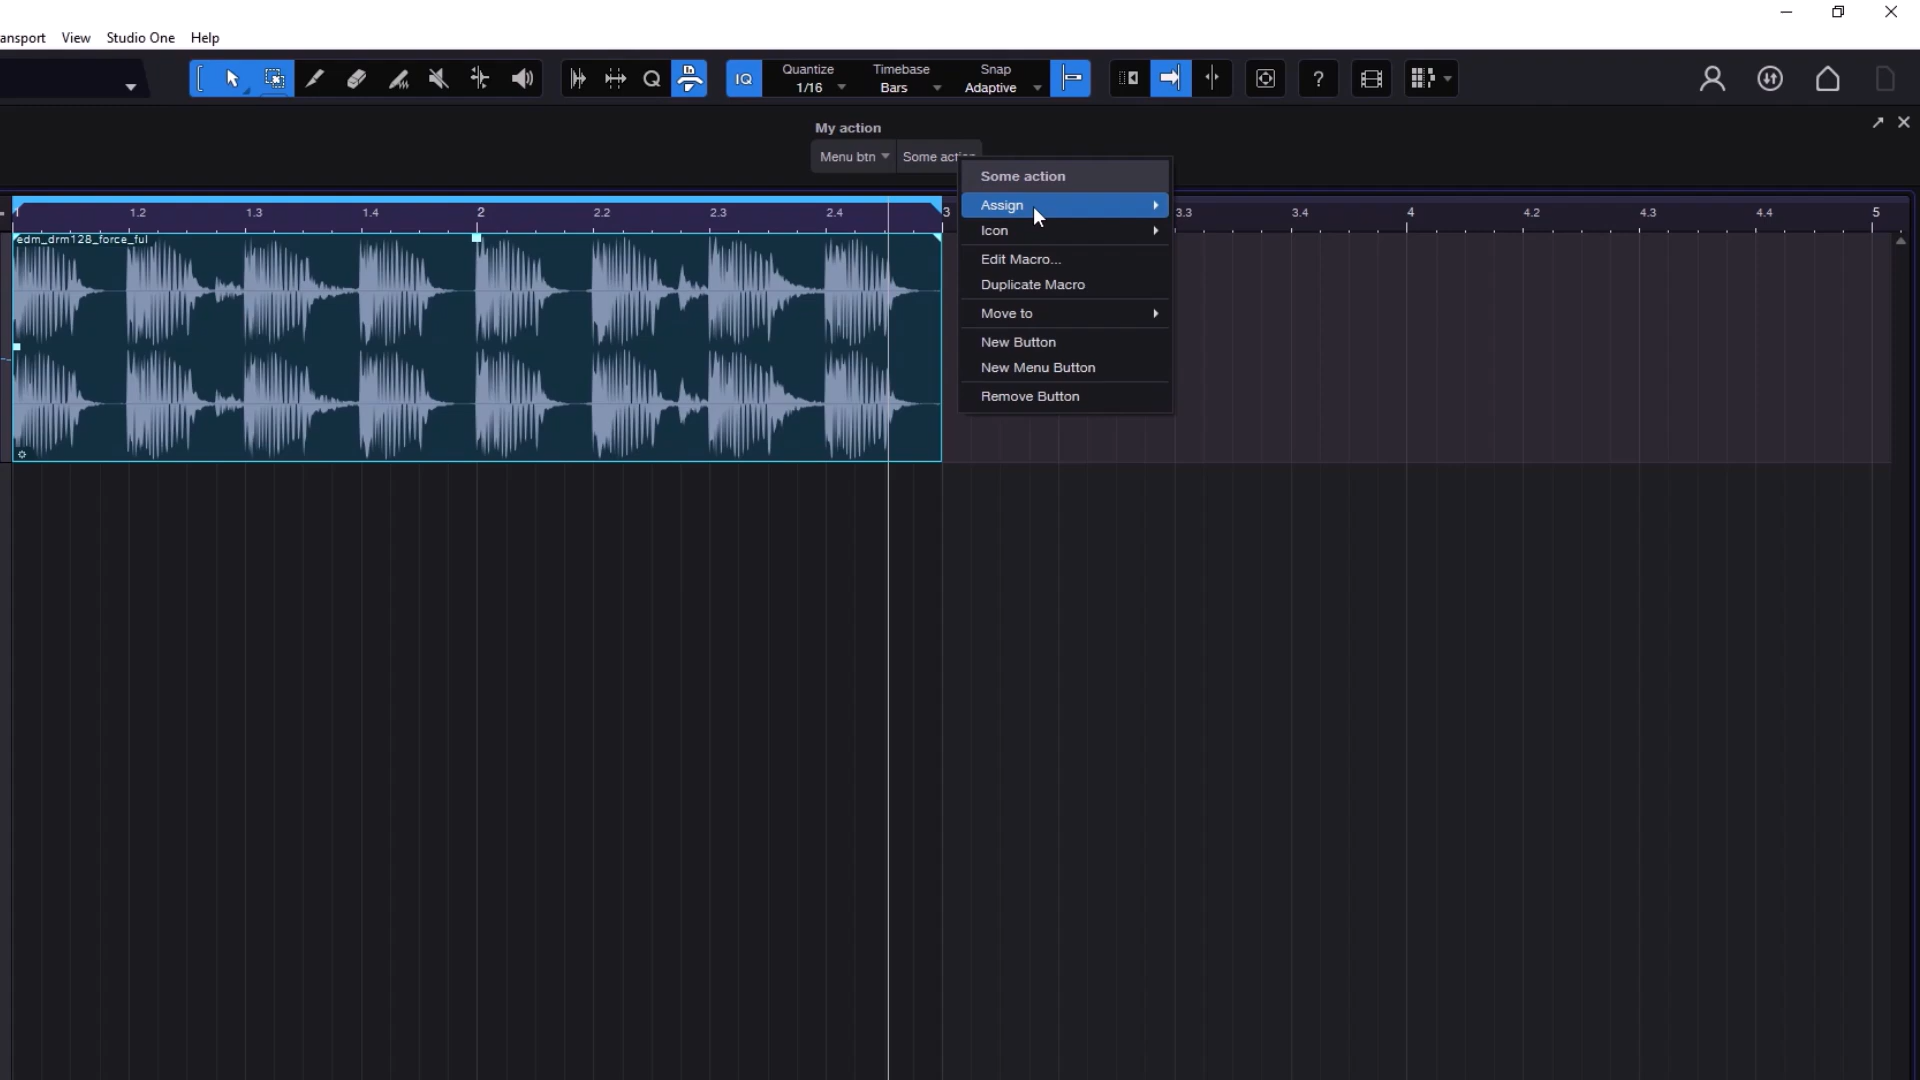 ansport View Studio One Help
IQ Quantize 1/16 Timebase Bars Snap Adaptive ?
My action
Menu btn Some action
Some action
Assign
Icon
Edit Macro...
Duplicate Macro
Move to
New Button
New Menu Button
Remove Button
1 1.2 1.3 1.4 2 2.2 2.3 2.4 3 3.3 3.4 4 4.2 4.3 4.4 5
edm_drm128_force_ful